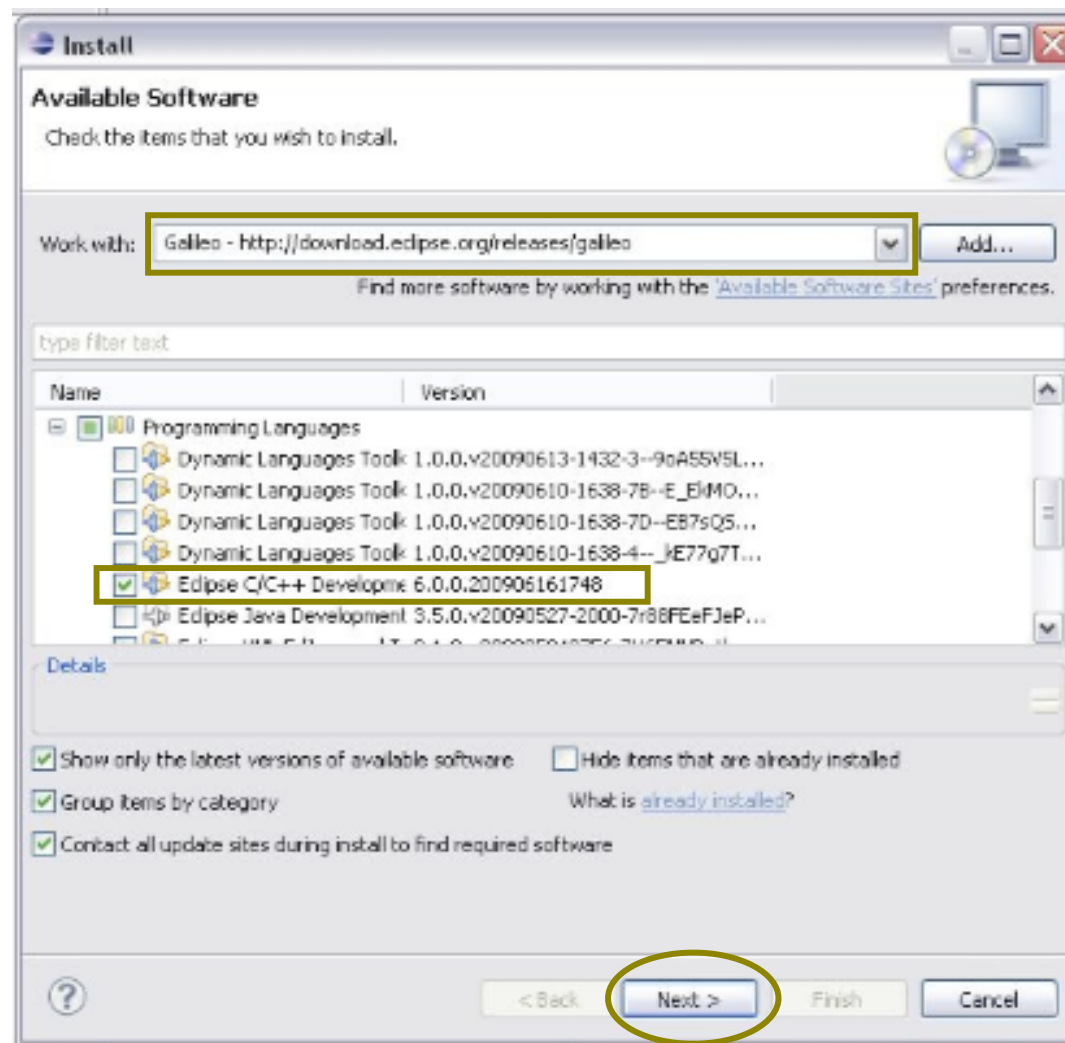 Install
Available Software
Check the items that you wish to install.
Work with: Galileo - http://download.eclipse.org/releases/galileo Add...
Find more software by working with the 'Available Software Sites' preferences.
type filter text
Name Version
Programming Languages
Dynamic Languages Toolk 1.0.0.v20090613-1432-3--9oA55V5L...
Dynamic Languages Toolk 1.0.0.v20090610-1638-7B--E_EkMO...
Dynamic Languages Toolk 1.0.0.v20090610-1638-7D--EB7sQ5...
Dynamic Languages Toolk 1.0.0.v20090610-1638-4--_kE77g7T...
Eclipse C/C++ Developme 6.0.0.200906161748
Eclipse Java Development 3.5.0.v20090527-2000-7r88FEeFJeP...
Details
Show only the latest versions of available software Hide items that are already installed
Group items by category What is already installed?
Contact all update sites during install to find required software
? < Back Next > Finish Cancel